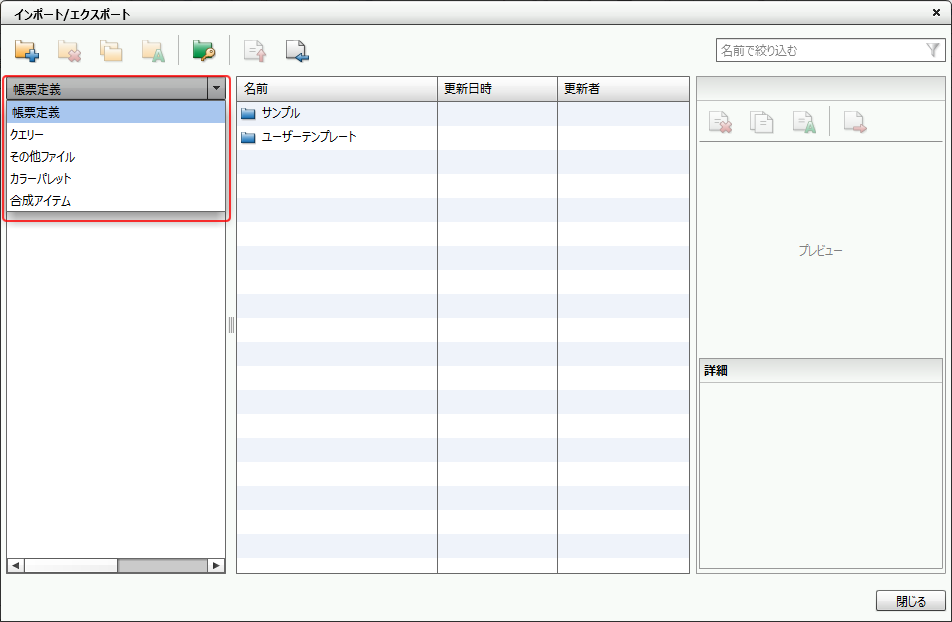 インポート/エクスポート
名前で絞り込む
帳票定義
帳票定義
クエリー
その他ファイル
カラーパレット
合成アイテム
名前
更新日時
更新者
サンプル
ユーザーテンプレート
プレビュー
詳細
閉じる